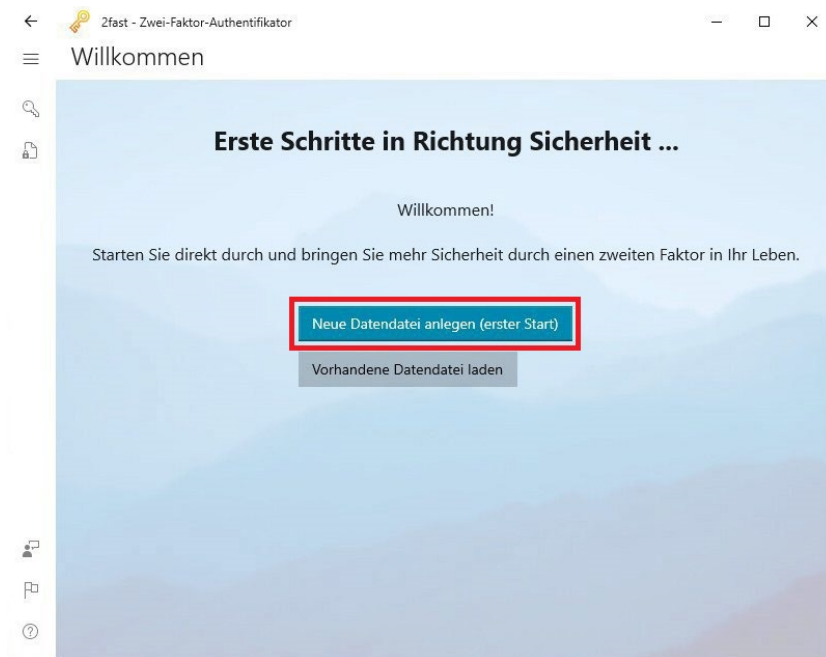 2fast - Zwei-Faktor-Authentifikator
Willkommen
Erste Schritte in Richtung Sicherheit ...
Willkommen!
Starten Sie direkt durch und bringen Sie mehr Sicherheit durch einen zweiten Faktor in Ihr Leben.
Neue Datendatei anlegen (erster Start)
Vorhandene Datendatei laden